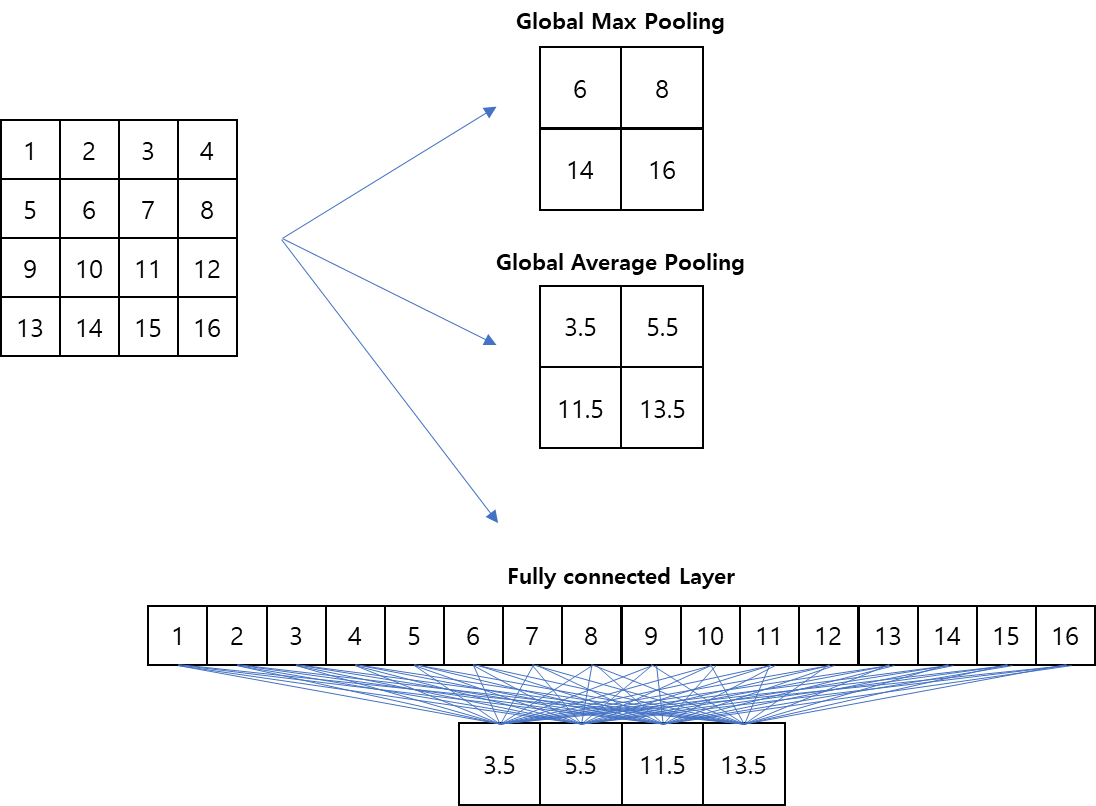 Global Max Pooling
6 8
14 16
1 2 3 4
5 6 7 8
9 10 11 12
13 14 15 16
Global Average Pooling
3.5 5.5
11.5 13.5
Fully connected Layer
1 2 3 4 5 6 7 8 9 10 11 12 13 14 15 16
3.5 5.5 11.5 13.5